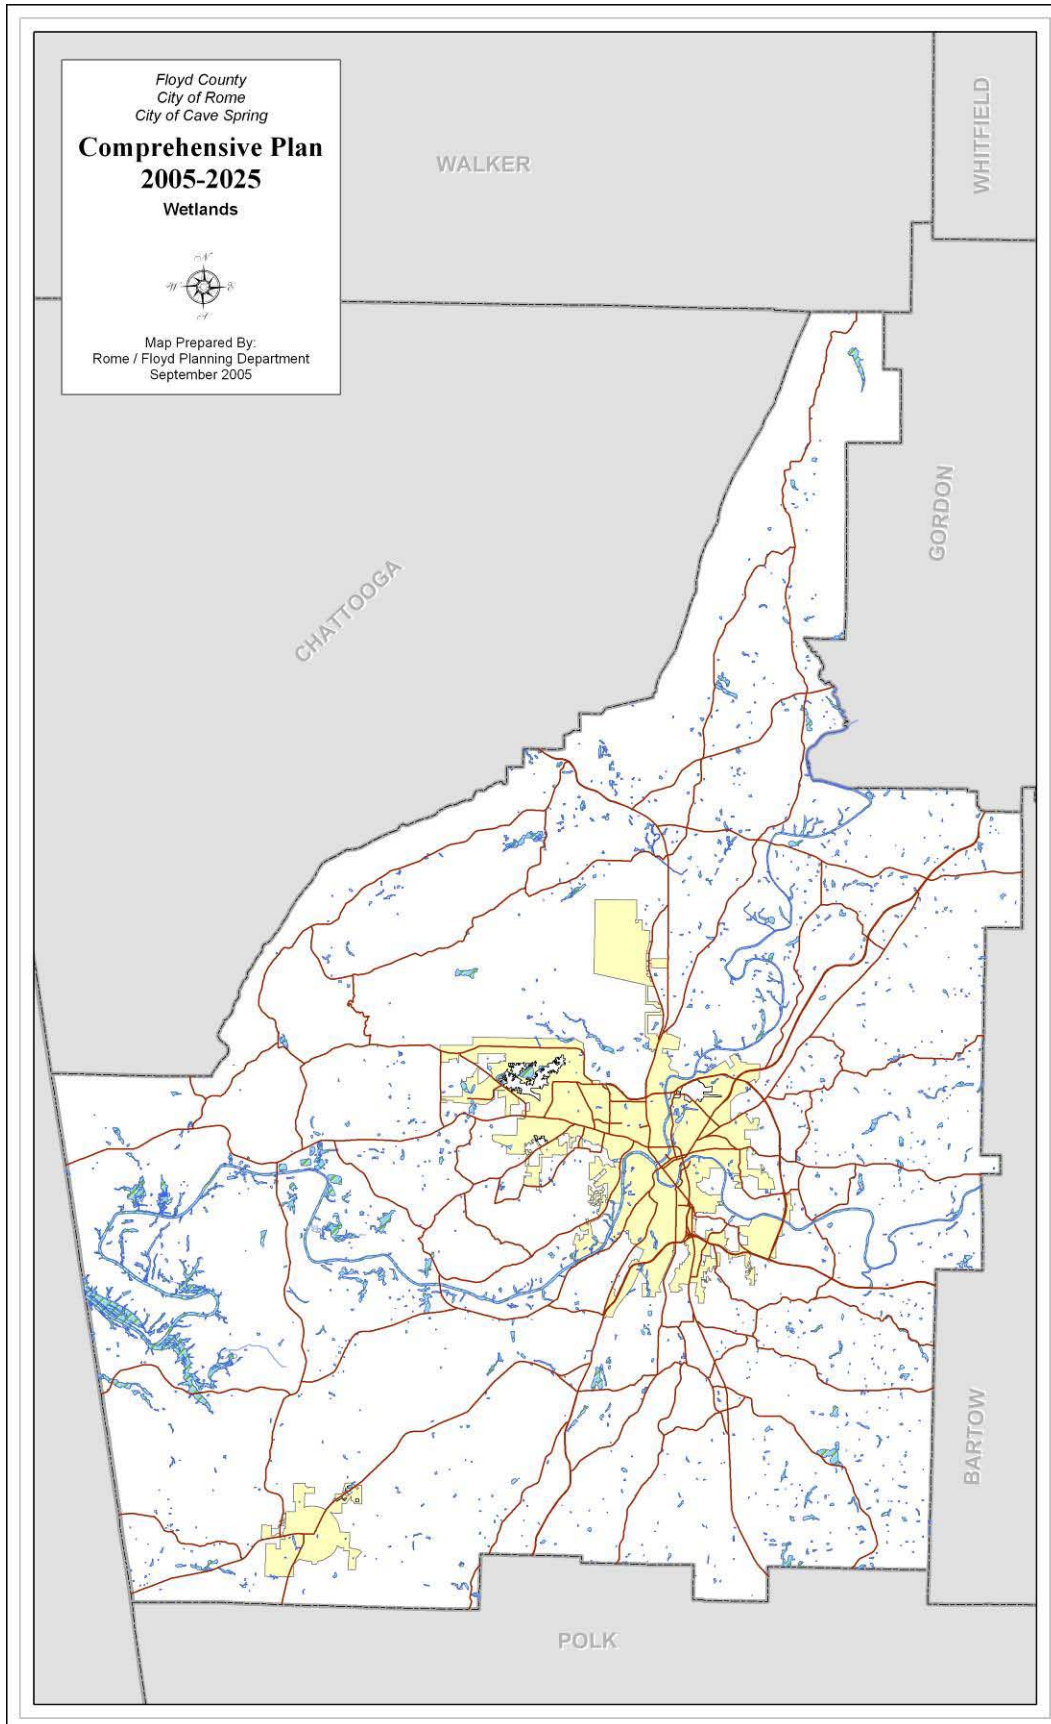 Floyd County
City of Rome
City of Cave Spring
Comprehensive Plan
2005-2025
Wetlands
N
W
E
S
Map Prepared By:
Rome / Floyd Planning Department
September 2005
WALKER
WHITFIELD
GORDON
CHATTOOGA
BARTOW
POLK